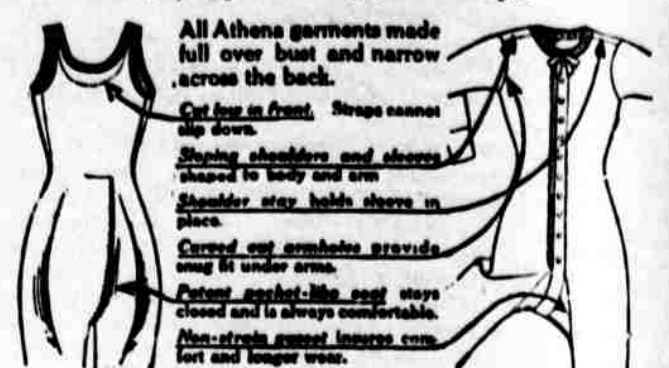 All Athena garments made
full over bust and narrow
across the back.
Cut low in front. Straps cannot
slip down.
Sloping shoulders and sleeves
shaped to body and arm
Shoulder stay holds sleeve in
place.
Curved out armholes provide
snug fit under arms.
Patent pocket-like seat stays
closed and is always comfortable.
Non-strain gusset insures com-
fort and longer wear.